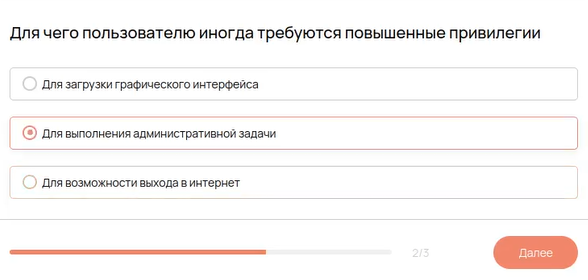 Для чего пользователю иногда требуются повышенные привилегии
Для загрузки графического интерфейса
Для выполнения административной задачи
Для возможности выхода в интернет
2/3
Далее